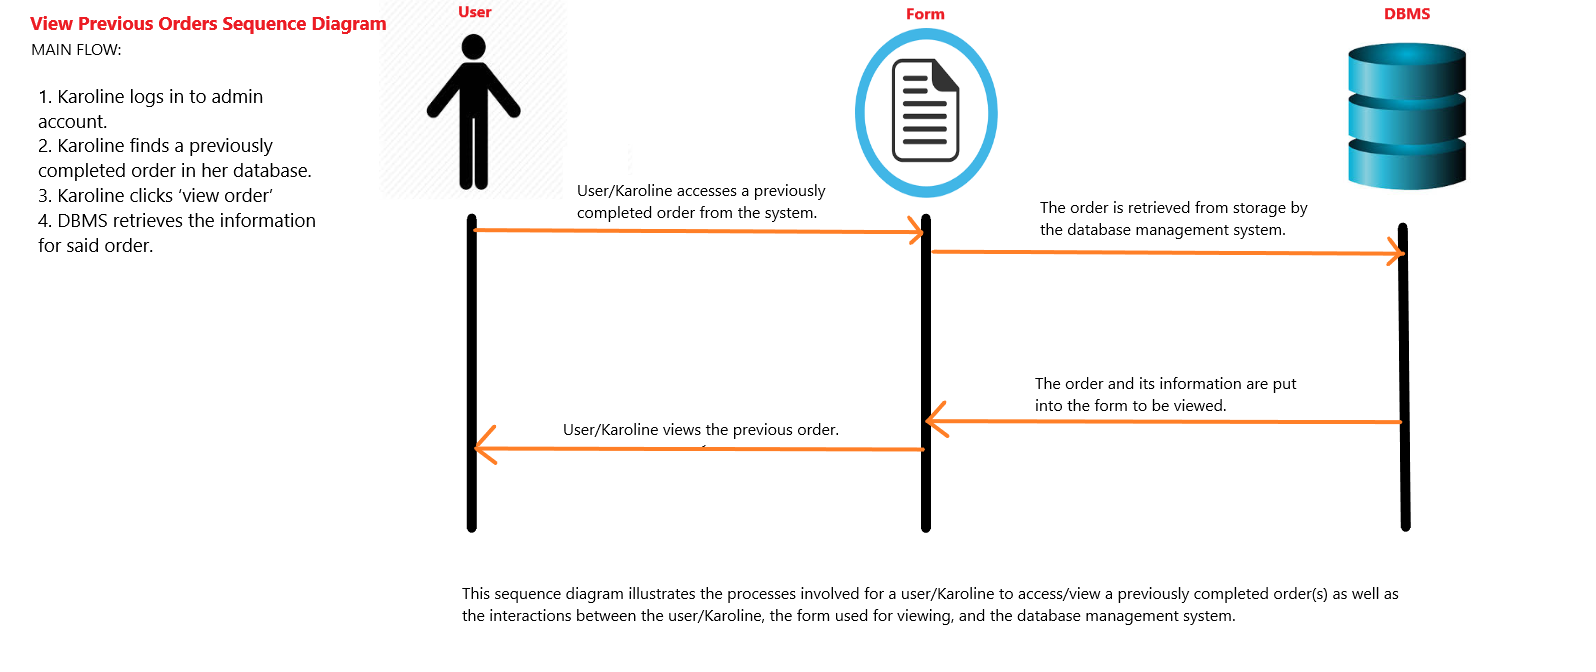 View Previous Orders Sequence Diagram
MAIN FLOW:
1. Karoline logs in to admin
account.
2. Karoline finds a previously
completed order in her database.
3. Karoline clicks ‘view order’
4. DBMS retrieves the information
for said order.
User
Form
DBMS
User/Karoline accesses a previously
completed order from the system.
The order is retrieved from storage by
the database management system.
The order and its information are put
into the form to be viewed.
User/Karoline views the previous order.
This sequence diagram illustrates the processes involved for a user/Karoline to access/view a previously completed order(s) as well as
the interactions between the user/Karoline, the form used for viewing, and the database management system.